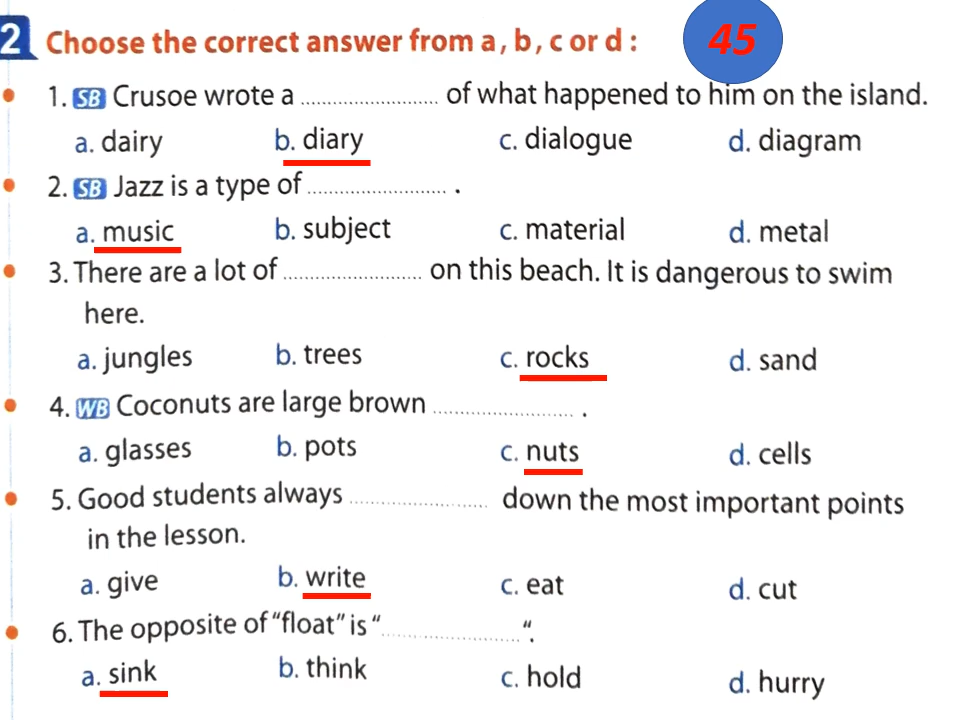 2 Choose the correct answer from a, b, c or d : 45
1. SB Crusoe wrote a ........................ of what happened to him on the island.
a. dairy b. diary c. dialogue d. diagram
2. SB Jazz is a type of ........................ .
a. music b. subject c. material d. metal
3. There are a lot of ........................ on this beach. It is dangerous to swim
here.
a. jungles b. trees c. rocks d. sand
4. WB Coconuts are large brown ........................ .
a. glasses b. pots c. nuts d. cells
5. Good students always ........................ down the most important points
in the lesson.
a. give b. write c. eat d. cut
6. The opposite of “float” is “........................“.
a. sink b. think c. hold d. hurry